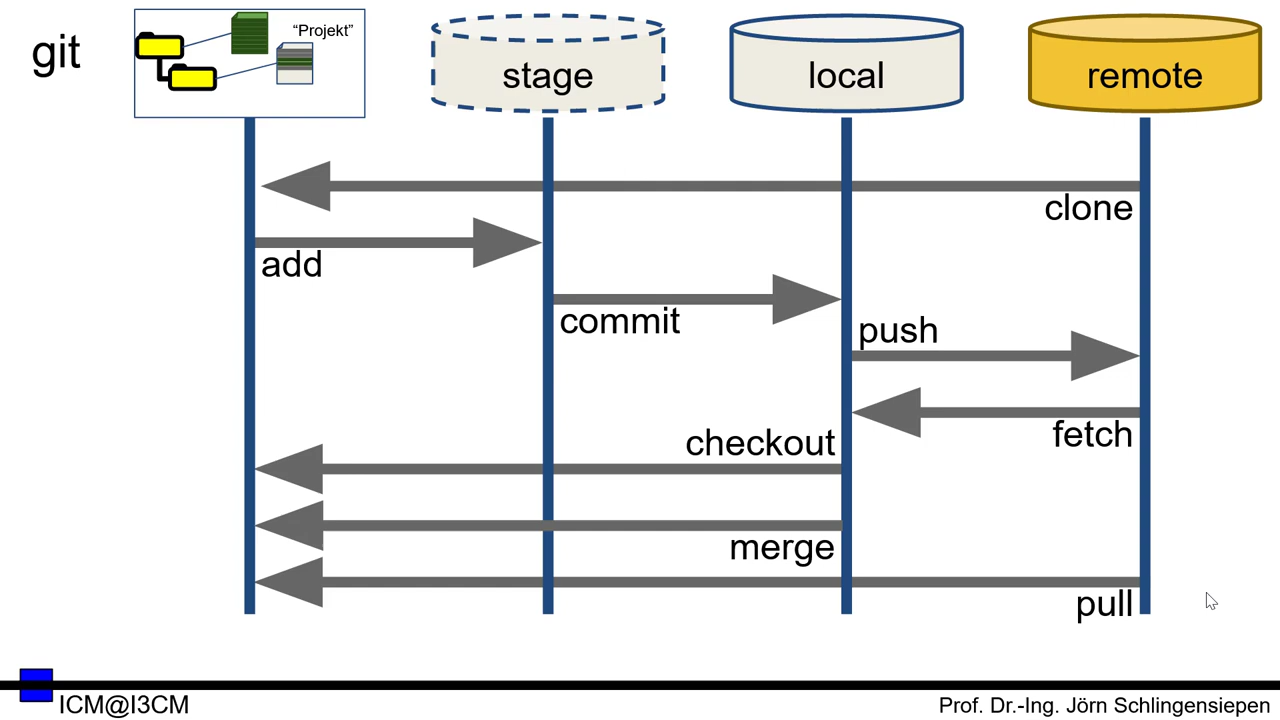 git
“Projekt”
stage
local
remote
clone
add
commit
push
fetch
checkout
merge
pull
ICM@I3CM
Prof. Dr.-Ing. Jörn Schlingensiepen